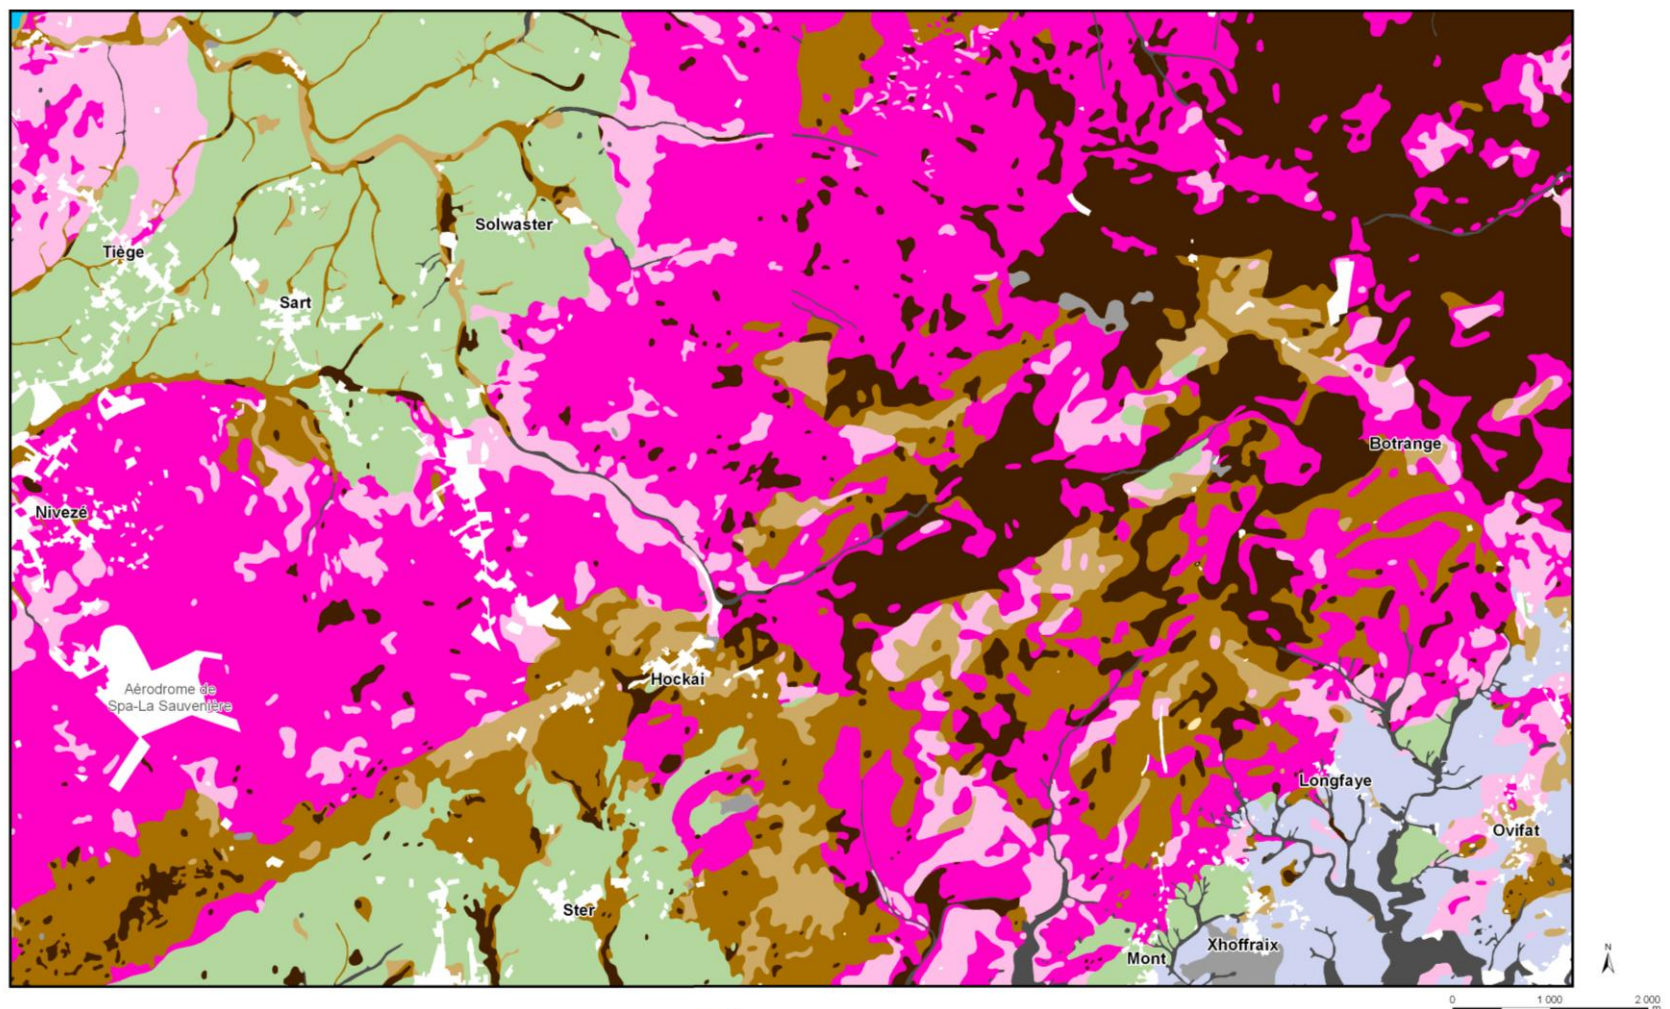 Solwaster
Tiège
Sart
Botrange
Nivezé
Hockai
Aérodrome de
Spa-La Sauvenière
Longfaye
Ovifat
Ster
Xhoffraix
Mont
N
0 1 000 2 000
m